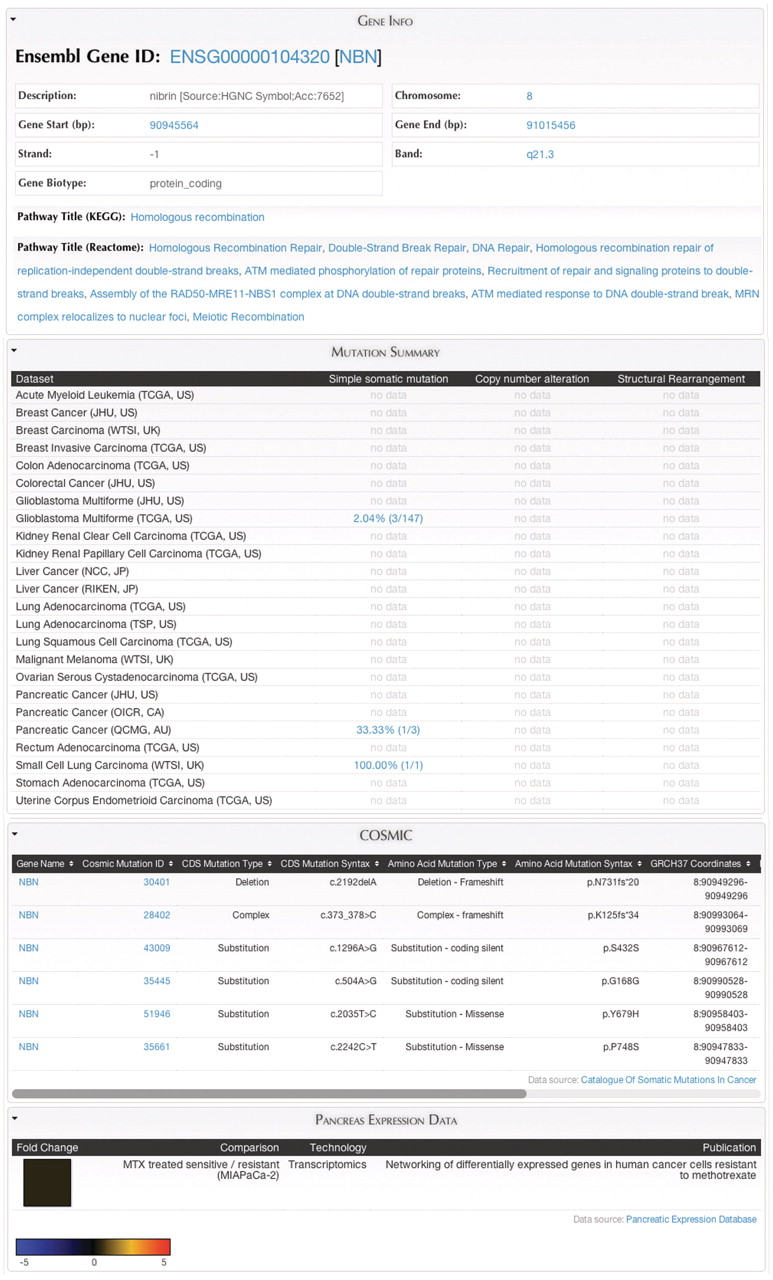 Gene Info
Ensembl Gene ID: ENSG00000104320 [NBN]
Description: nibrin [Source:HGNC Symbol;Acc:7652] Chromosome: 8
Gene Start (bp): 90945564 Gene End (bp): 91015456
Strand: -1 Band: q21.3
Gene Biotype: protein_coding
Pathway Title (KEGG): Homologous recombination
Pathway Title (Reactome): Homologous Recombination Repair, Double-Strand Break Repair, DNA Repair, Homologous recombination repair of
replication-independent double-strand breaks, ATM mediated phosphorylation of repair proteins, Recruitment of repair and signaling proteins to double-
strand breaks, Assembly of the RAD50-MRE11-NBS1 complex at DNA double-strand breaks, ATM mediated response to DNA double-strand break, MRN
complex relocalizes to nuclear foci, Meiotic Recombination
Mutation Summary
Dataset Simple somatic mutation Copy number alteration Structural Rearrangement
Acute Myeloid Leukemia (TCGA, US) no data no data no data
Breast Cancer (JHU, US) no data no data no data
Breast Carcinoma (WTSI, UK) no data no data no data
Breast Invasive Carcinoma (TCGA, US) no data no data no data
Colon Adenocarcinoma (TCGA, US) no data no data no data
Colorectal Cancer (JHU, US) no data no data no data
Glioblastoma Multiforme (JHU, US) no data no data no data
Glioblastoma Multiforme (TCGA, US) 2.04% (3/147) no data no data
Kidney Renal Clear Cell Carcinoma (TCGA, US) no data no data no data
Kidney Renal Papillary Cell Carcinoma (TCGA, US) no data no data no data
Liver Cancer (NCC, JP) no data no data no data
Liver Cancer (RIKEN, JP) no data no data no data
Lung Adenocarcinoma (TCGA, US) no data no data no data
Lung Adenocarcinoma (TSP, US) no data no data no data
Lung Squamous Cell Carcinoma (TCGA, US) no data no data no data
Malignant Melanoma (WTSI, UK) no data no data no data
Ovarian Serous Cystadenocarcinoma (TCGA, US) no data no data no data
Pancreatic Cancer (JHU, US) no data no data no data
Pancreatic Cancer (OICR, CA) no data no data no data
Pancreatic Cancer (QCMG, AU) 33.33% (1/3) no data no data
Rectum Adenocarcinoma (TCGA, US) no data no data no data
Small Cell Lung Carcinoma (WTSI, UK) 100.00% (1/1) no data no data
Stomach Adenocarcinoma (TCGA, US) no data no data no data
Uterine Corpus Endometrioid Carcinoma (TCGA, US) no data no data no data
COSMIC
Gene Name Cosmic Mutation ID CDS Mutation Type CDS Mutation Syntax Amino Acid Mutation Type Amino Acid Mutation Syntax GRCH37 Coordinates
NBN 30401 Deletion c.2192delA Deletion - Frameshift p.N731fs*20 8:90949296-
90949296
NBN 28402 Complex c.373_378>C Complex - frameshift p.K125fs*34 8:90993064-
90993069
NBN 43009 Substitution c.1296A>G Substitution - coding silent p.S432S 8:90967612-
90967612
NBN 35445 Substitution c.504A>G Substitution - coding silent p.G168G 8:90990528-
90990528
NBN 51946 Substitution c.2035T>C Substitution - Missense p.Y679H 8:90958403-
90958403
NBN 35661 Substitution c.2242C>T Substitution - Missense p.P748S 8:90947833-
90947833
Data source: Catalogue Of Somatic Mutations In Cancer
Pancreas Expression Data
Fold Change Comparison Technology Publication
MTX treated sensitive / resistant Transcriptomics Networking of differentially expressed genes in human cancer cells resistant
(MIAPaCa-2) to methotrexate
Data source: Pancreatic Expression Database
-5 0 5